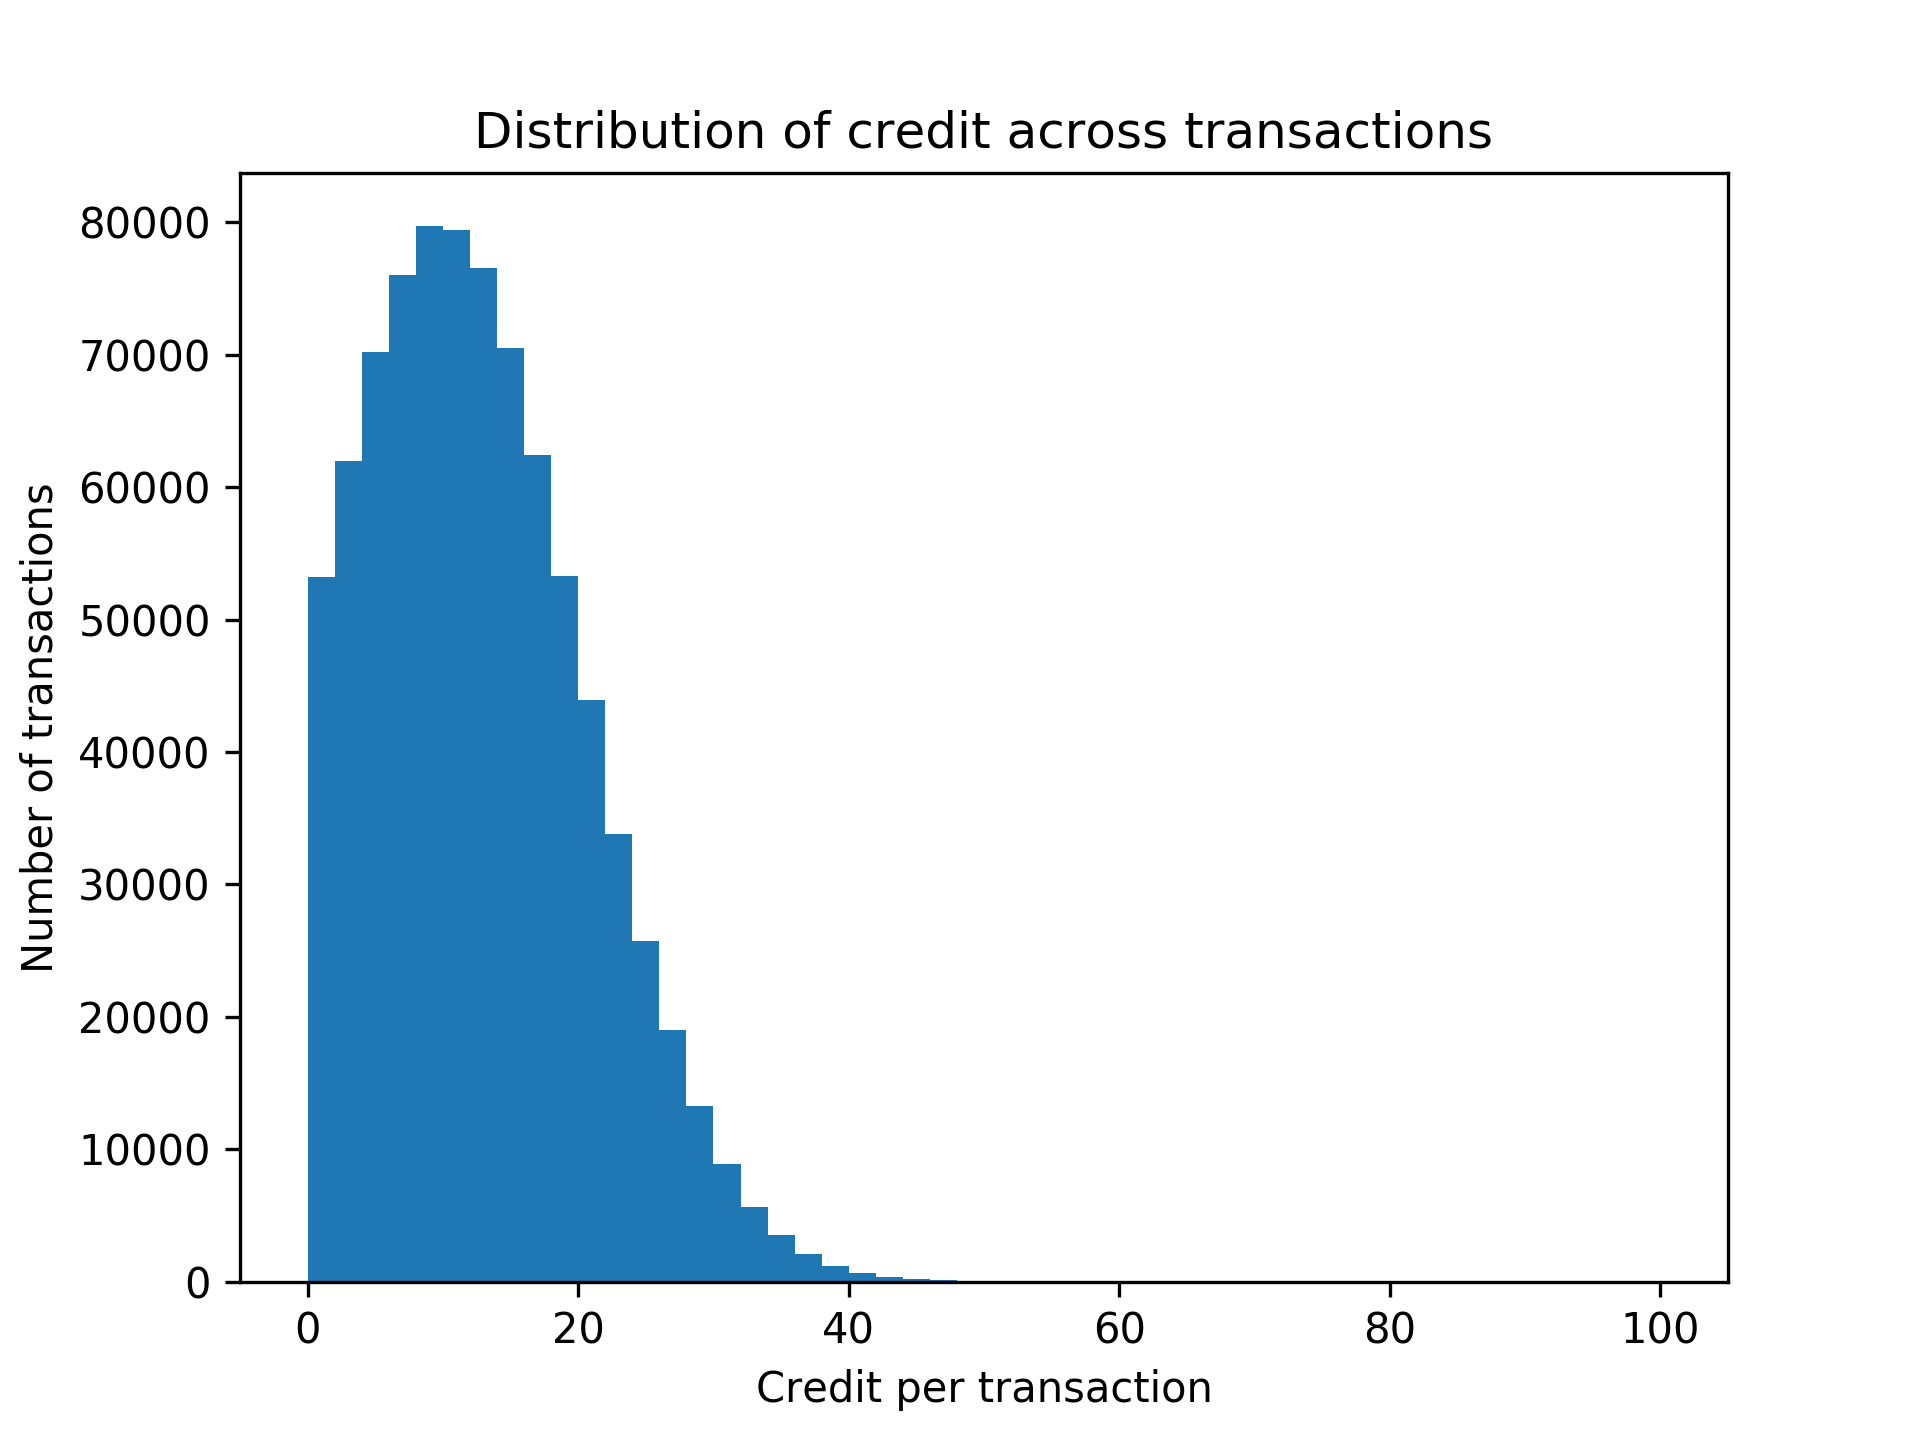 Distribution of credit across transactions
80000
70000
60000
50000
40000
30000
20000
10000
0
Number of transactions
0 20 40 60 80 100
Credit per transaction